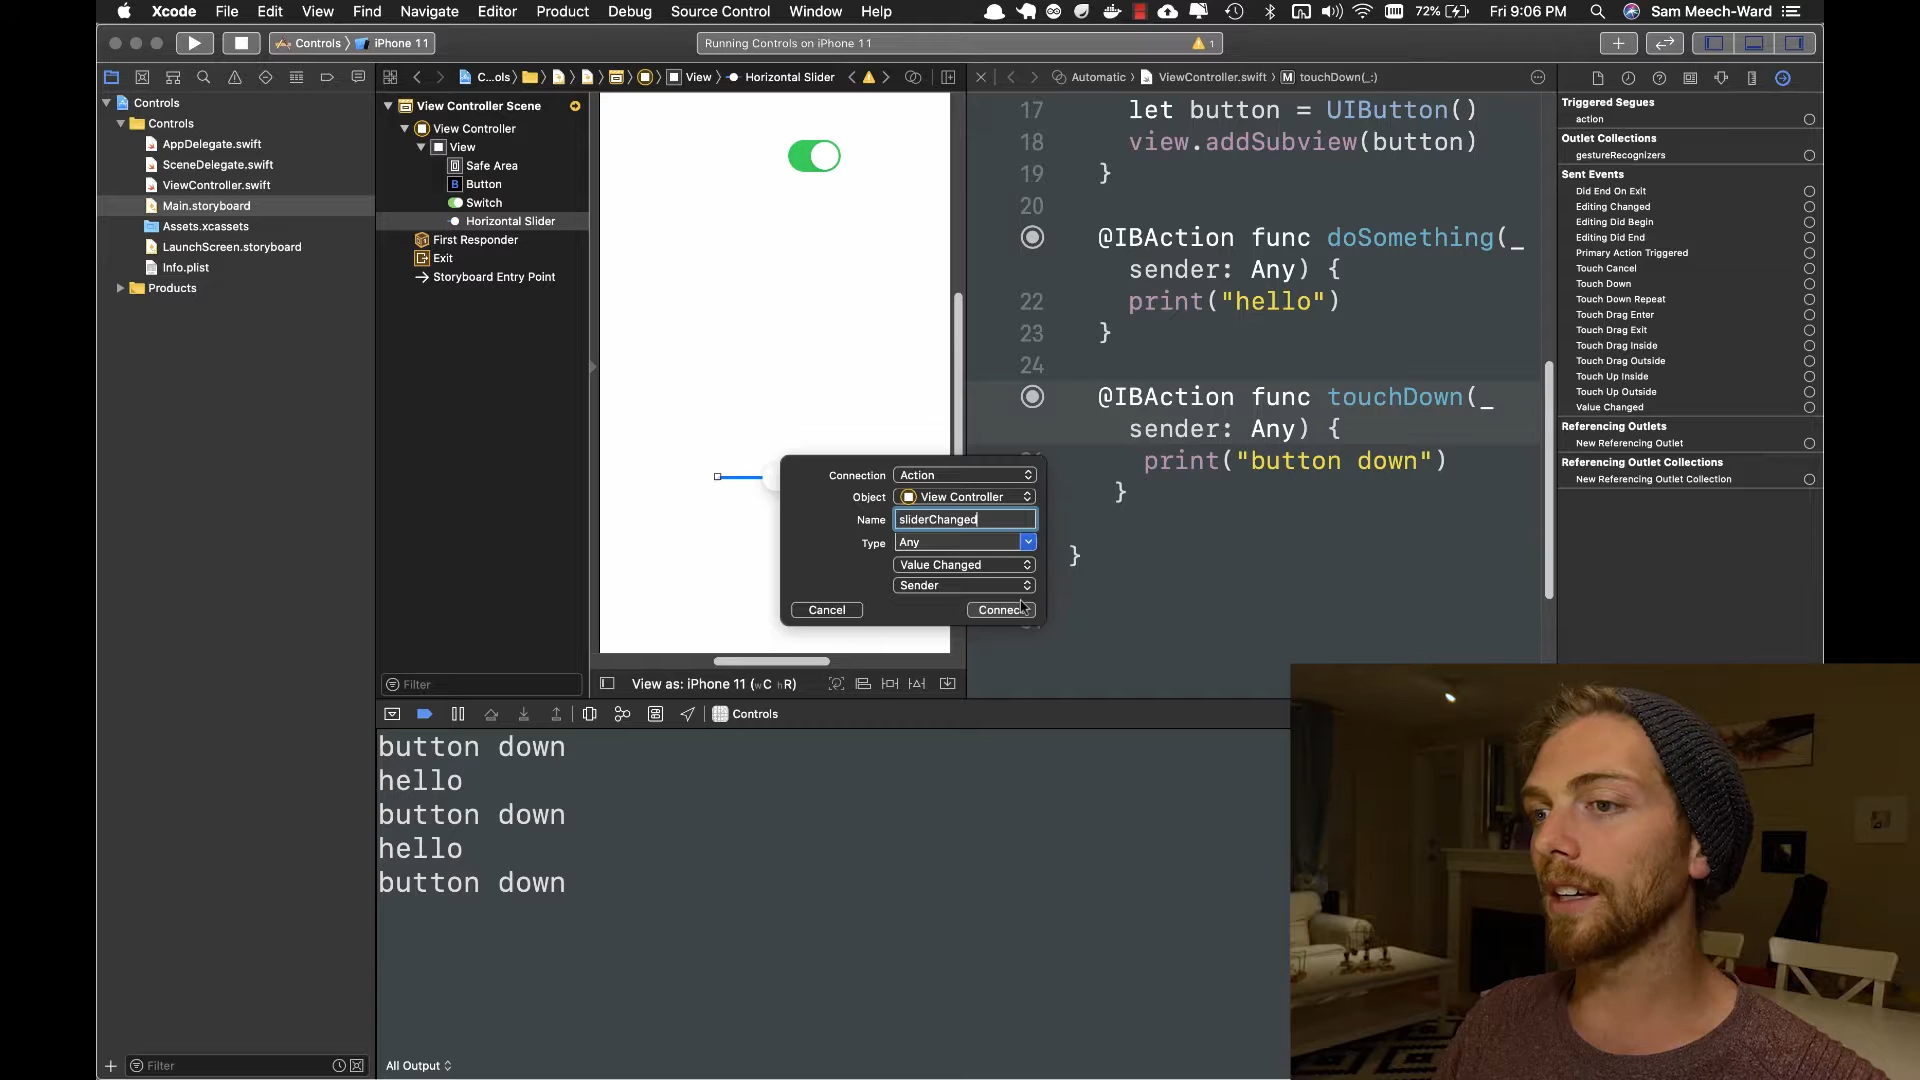 Xcode File Edit View Find Navigate Editor Product Debug Source Control Window Help 72% Fri 9:06 PM Sam Meech-Ward
Controls iPhone 11 Running Controls on iPhone 11 1
C...ols View Horizontal Slider Automatic ViewController.swift M touchDown(_:)
Controls
Controls
AppDelegate.swift
SceneDelegate.swift
ViewController.swift
Main.storyboard
Assets.xcassets
LaunchScreen.storyboard
Info.plist
Products
Filter
View Controller Scene
View Controller
View
Safe Area
B Button
Switch
Horizontal Slider
First Responder
Exit
Storyboard Entry Point
Filter
Connection Action
Object View Controller
Name sliderChanged
Type Any
Value Changed
Sender
Cancel
View as: iPhone 11 (wC hR)
17 let button = UIButton()
18 view.addSubview(button)
19 }
20
@IBAction func doSomething(_
sender: Any) {
22 print("hello")
23 }
24
@IBAction func touchDown(_
sender: Any) {
print("button down")
}
}
Triggered Segues
action
Outlet Collections
gestureRecognizers
Sent Events
Did End On Exit
Editing Changed
Editing Did Begin
Editing Did End
Primary Action Triggered
Touch Cancel
Touch Down
Touch Down Repeat
Touch Drag Enter
Touch Drag Exit
Touch Drag Inside
Touch Drag Outside
Touch Up Inside
Touch Up Outside
Value Changed
Referencing Outlets
New Referencing Outlet
Referencing Outlet Collections
New Referencing Outlet Collection
Controls
button down
hello
button down
hello
button down
All Output